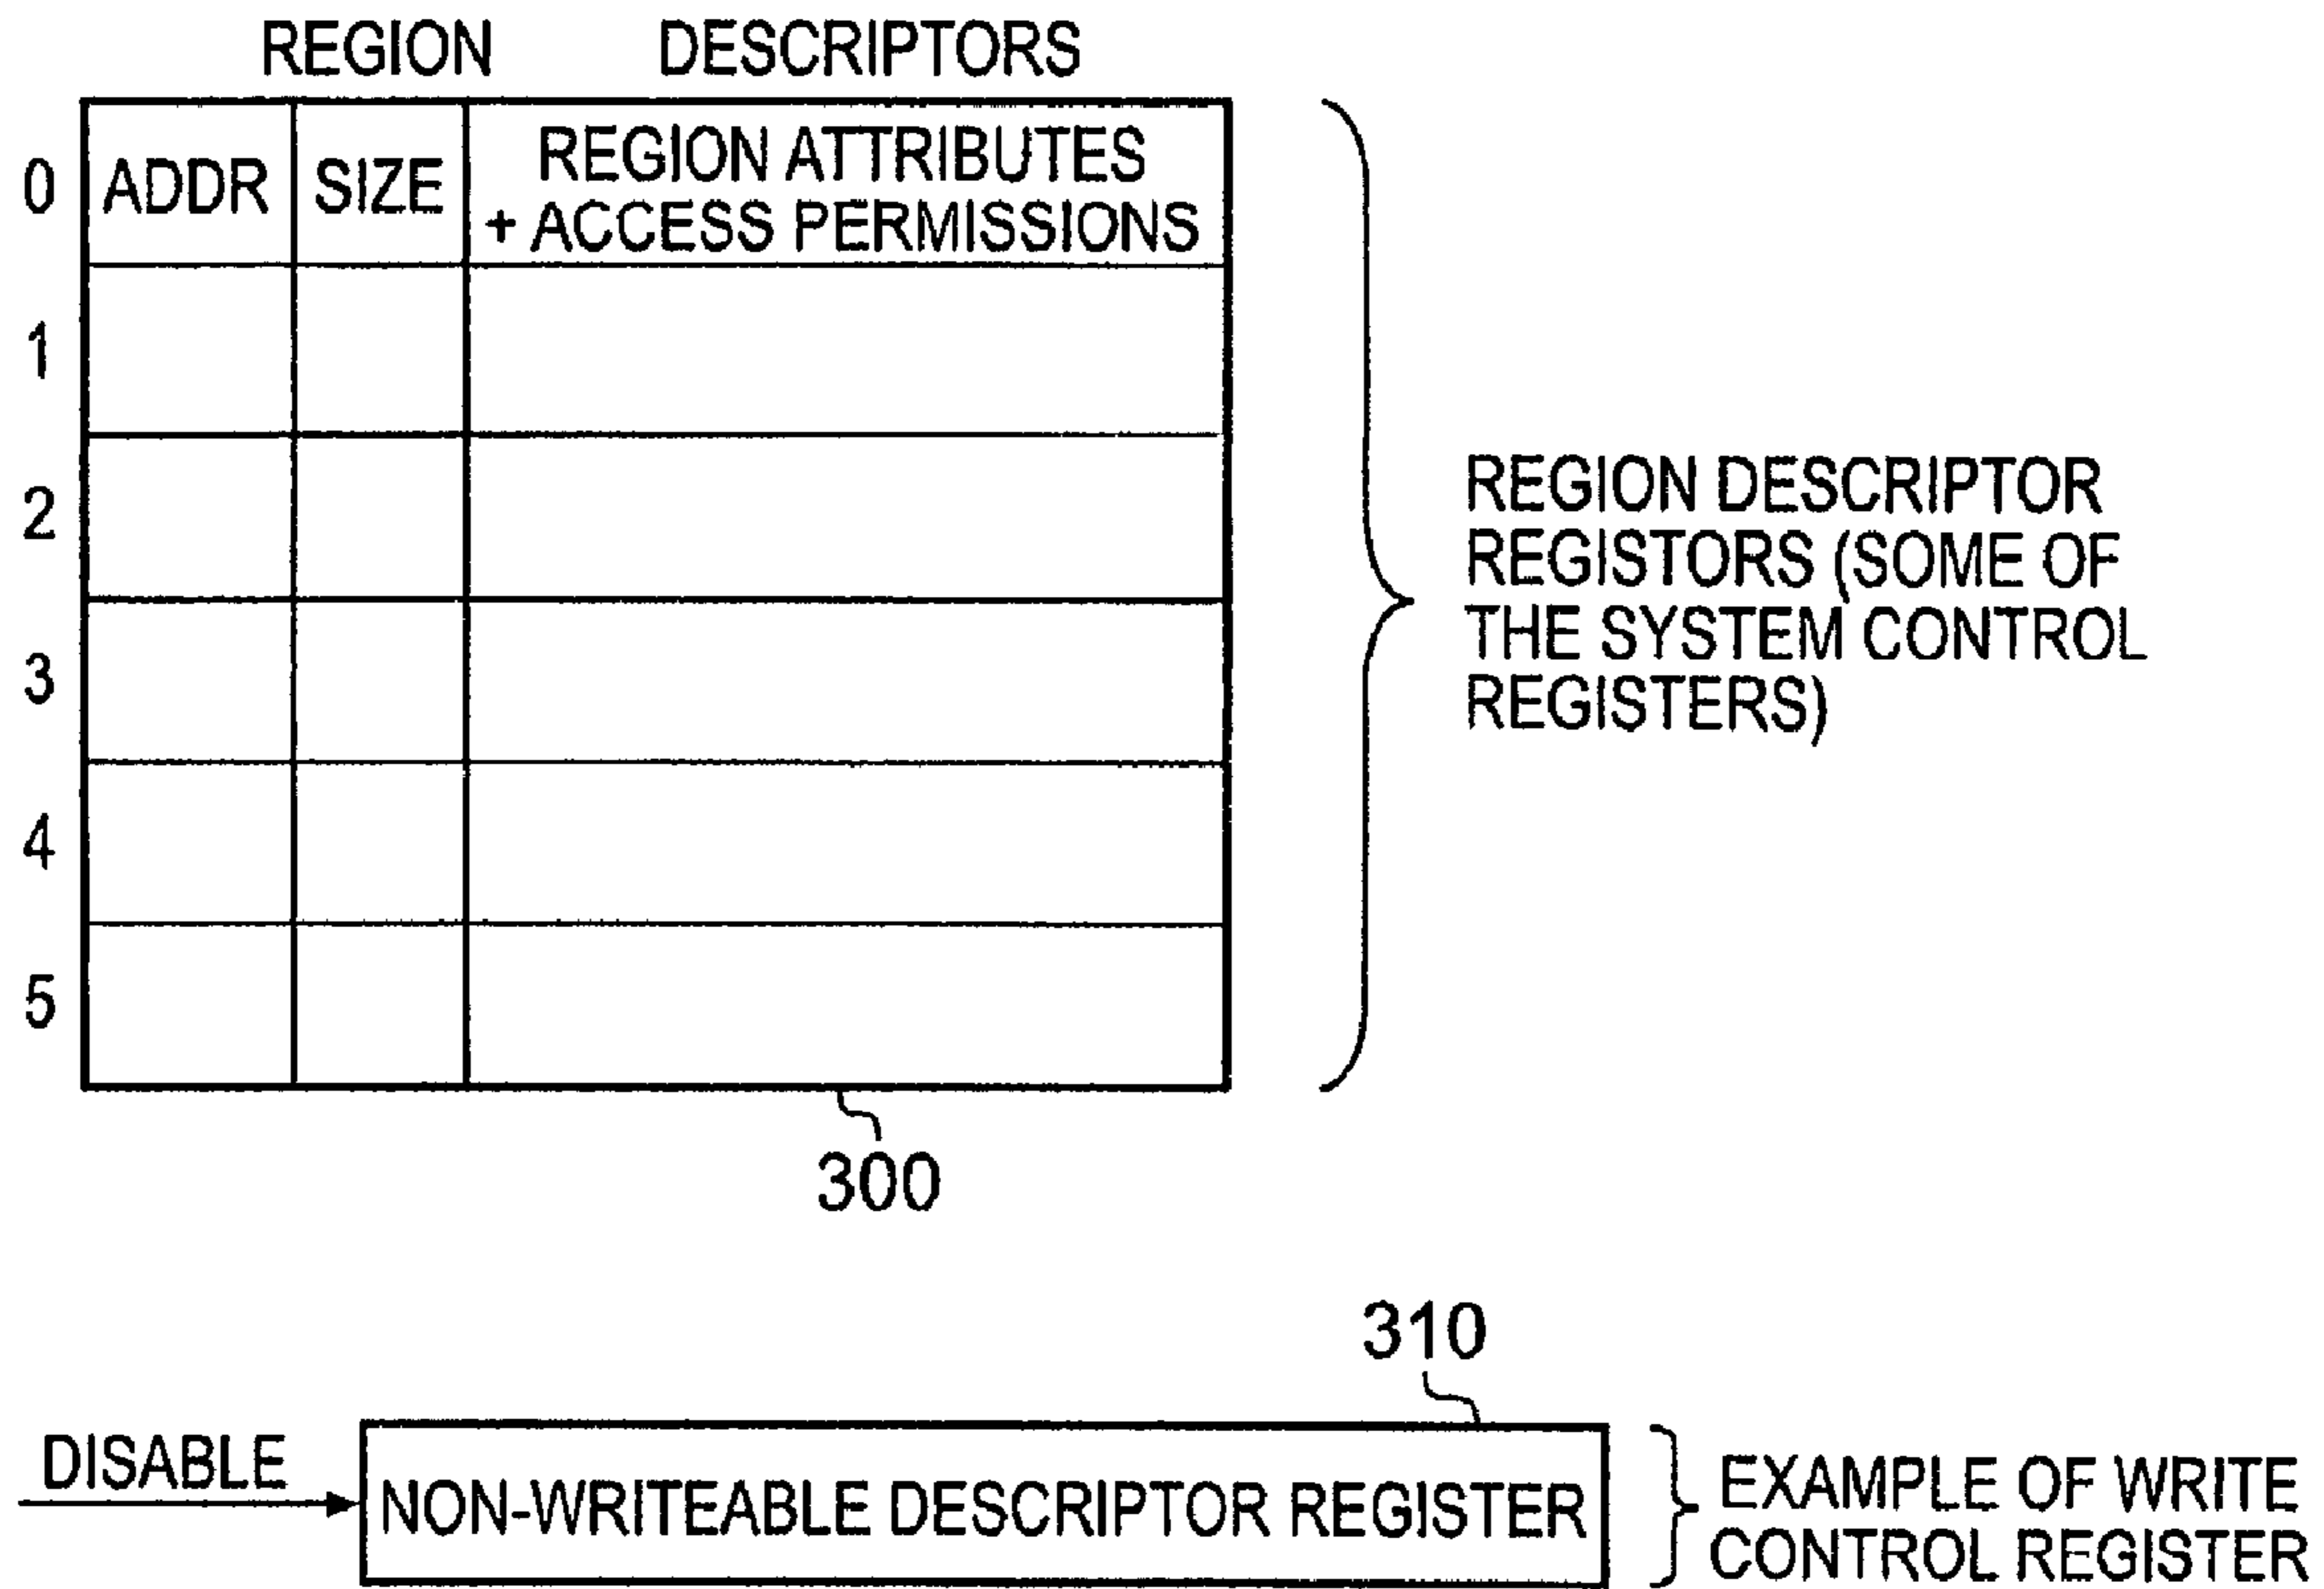 REGION DESCRIPTORS
0 ADDR SIZE REGION ATTRIBUTES
+ ACCESS PERMISSIONS
1
2
3
4
5
REGION DESCRIPTOR
REGISTORS (SOME OF
THE SYSTEM CONTROL
REGISTERS)
300
310
DISABLE
NON-WRITEABLE DESCRIPTOR REGISTER
EXAMPLE OF WRITE
CONTROL REGISTER